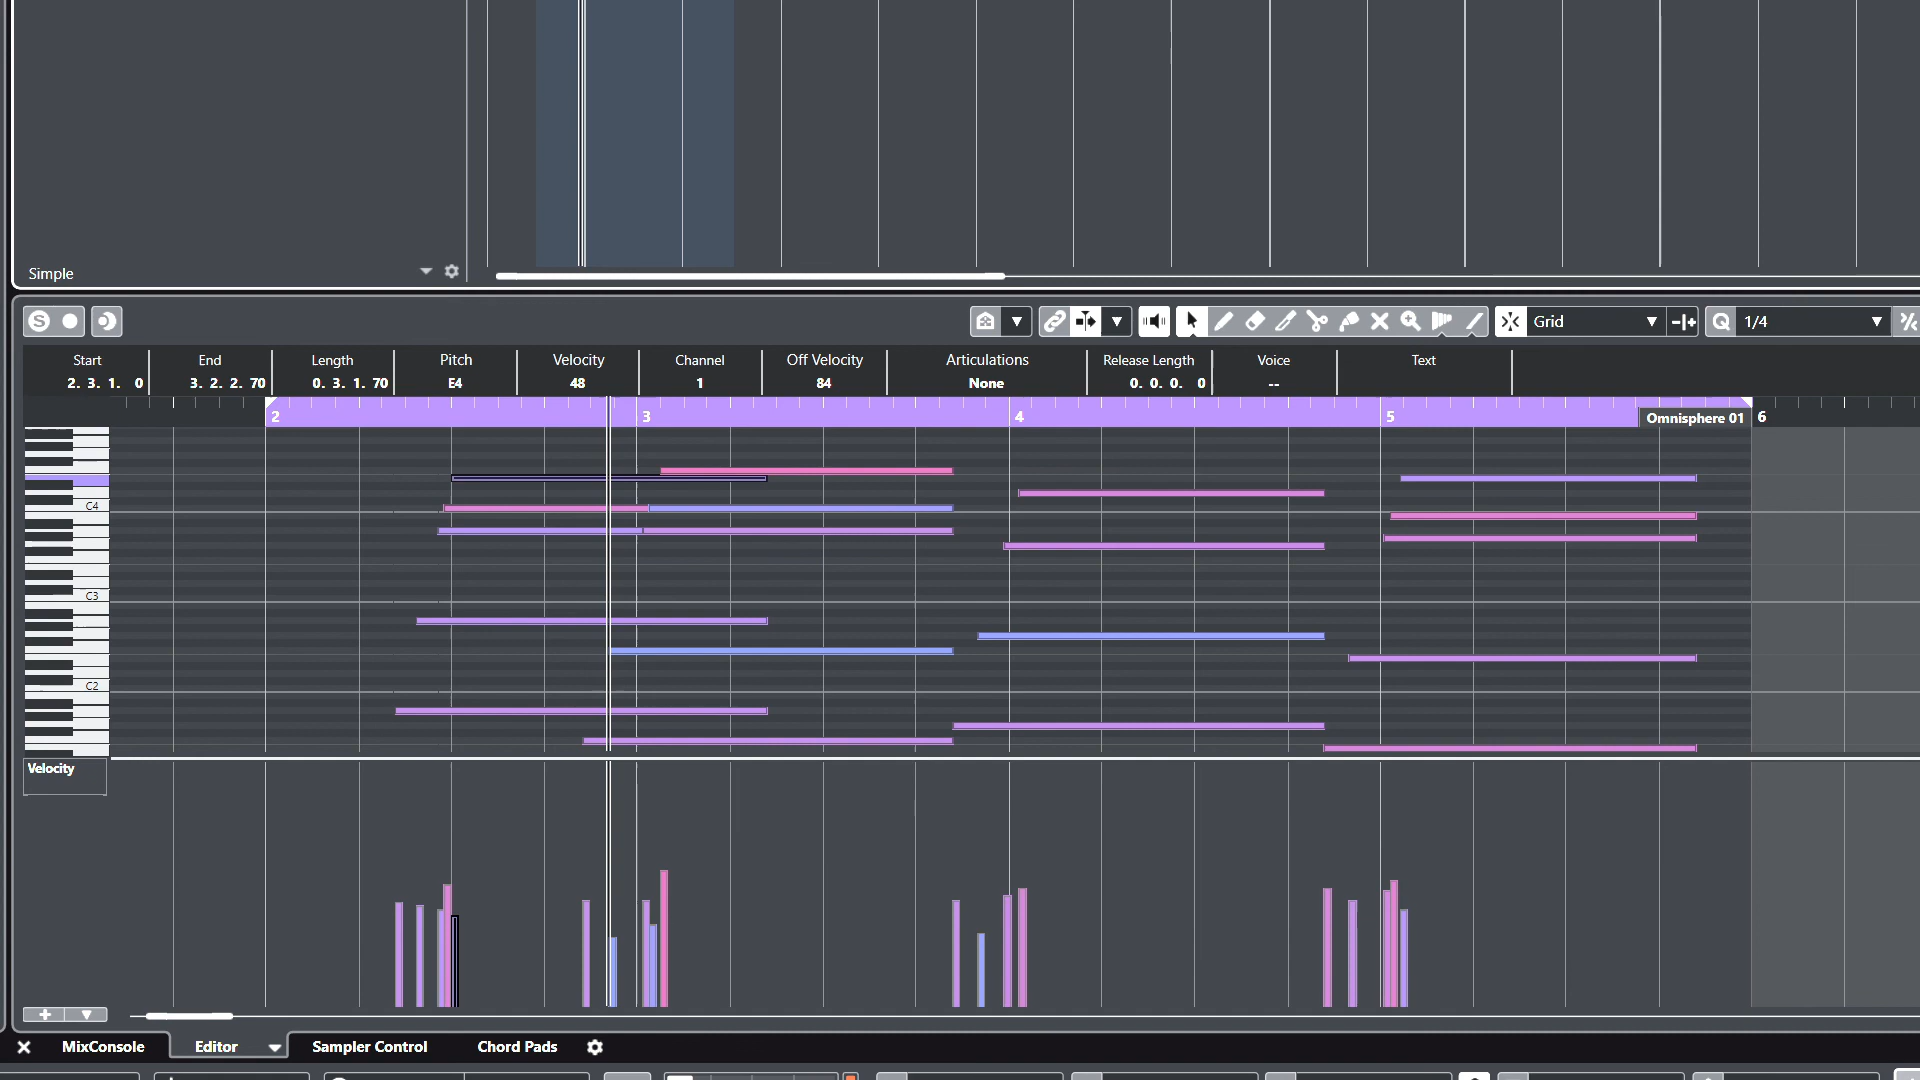 Simple
S
Grid
Q 1/4
Start End Length Pitch Velocity Channel Off Velocity Articulations Release Length Voice Text
2. 3. 1. 0 3. 2. 2. 70 0. 3. 1. 70 E4 48 1 84 None 0. 0. 0. 0 --
2 3 4 5 Omnisphere 01 6
C4
C3
C2
Velocity
MixConsole Editor Sampler Control Chord Pads